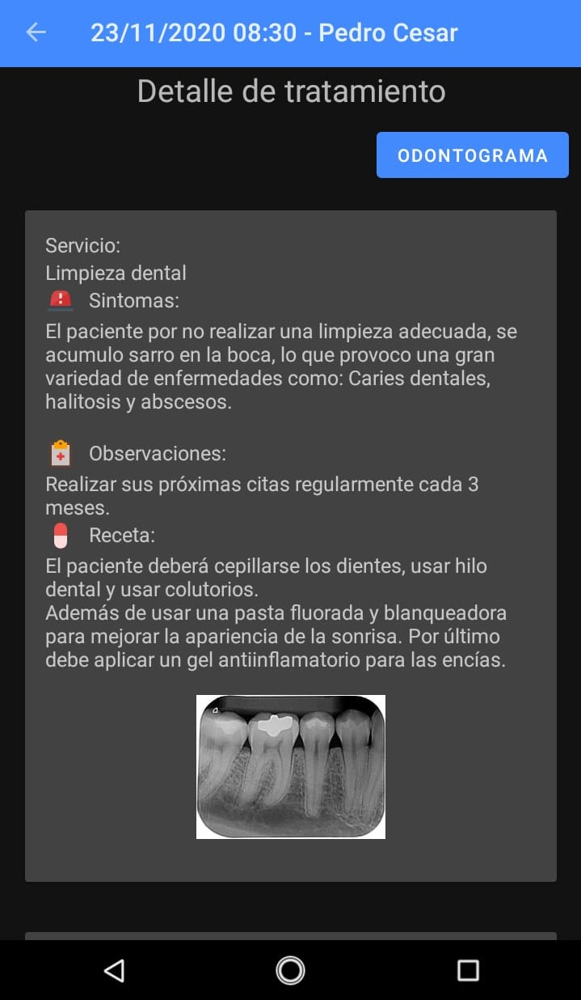 23/11/2020 08:30 - Pedro Cesar
Detalle de tratamiento
ODONTOGRAMA
Servicio:
Limpieza dental
Sintomas:
El paciente por no realizar una limpieza adecuada, se
acumulo sarro en la boca, lo que provoco una gran
variedad de enfermedades como: Caries dentales,
halitosis y abscesos.
Observaciones:
Realizar sus próximas citas regularmente cada 3
meses.
Receta:
El paciente deberá cepillarse los dientes, usar hilo
dental y usar colutorios.
Además de usar una pasta fluorada y blanqueadora
para mejorar la apariencia de la sonrisa. Por último
debe aplicar un gel antiinflamatorio para las encías.